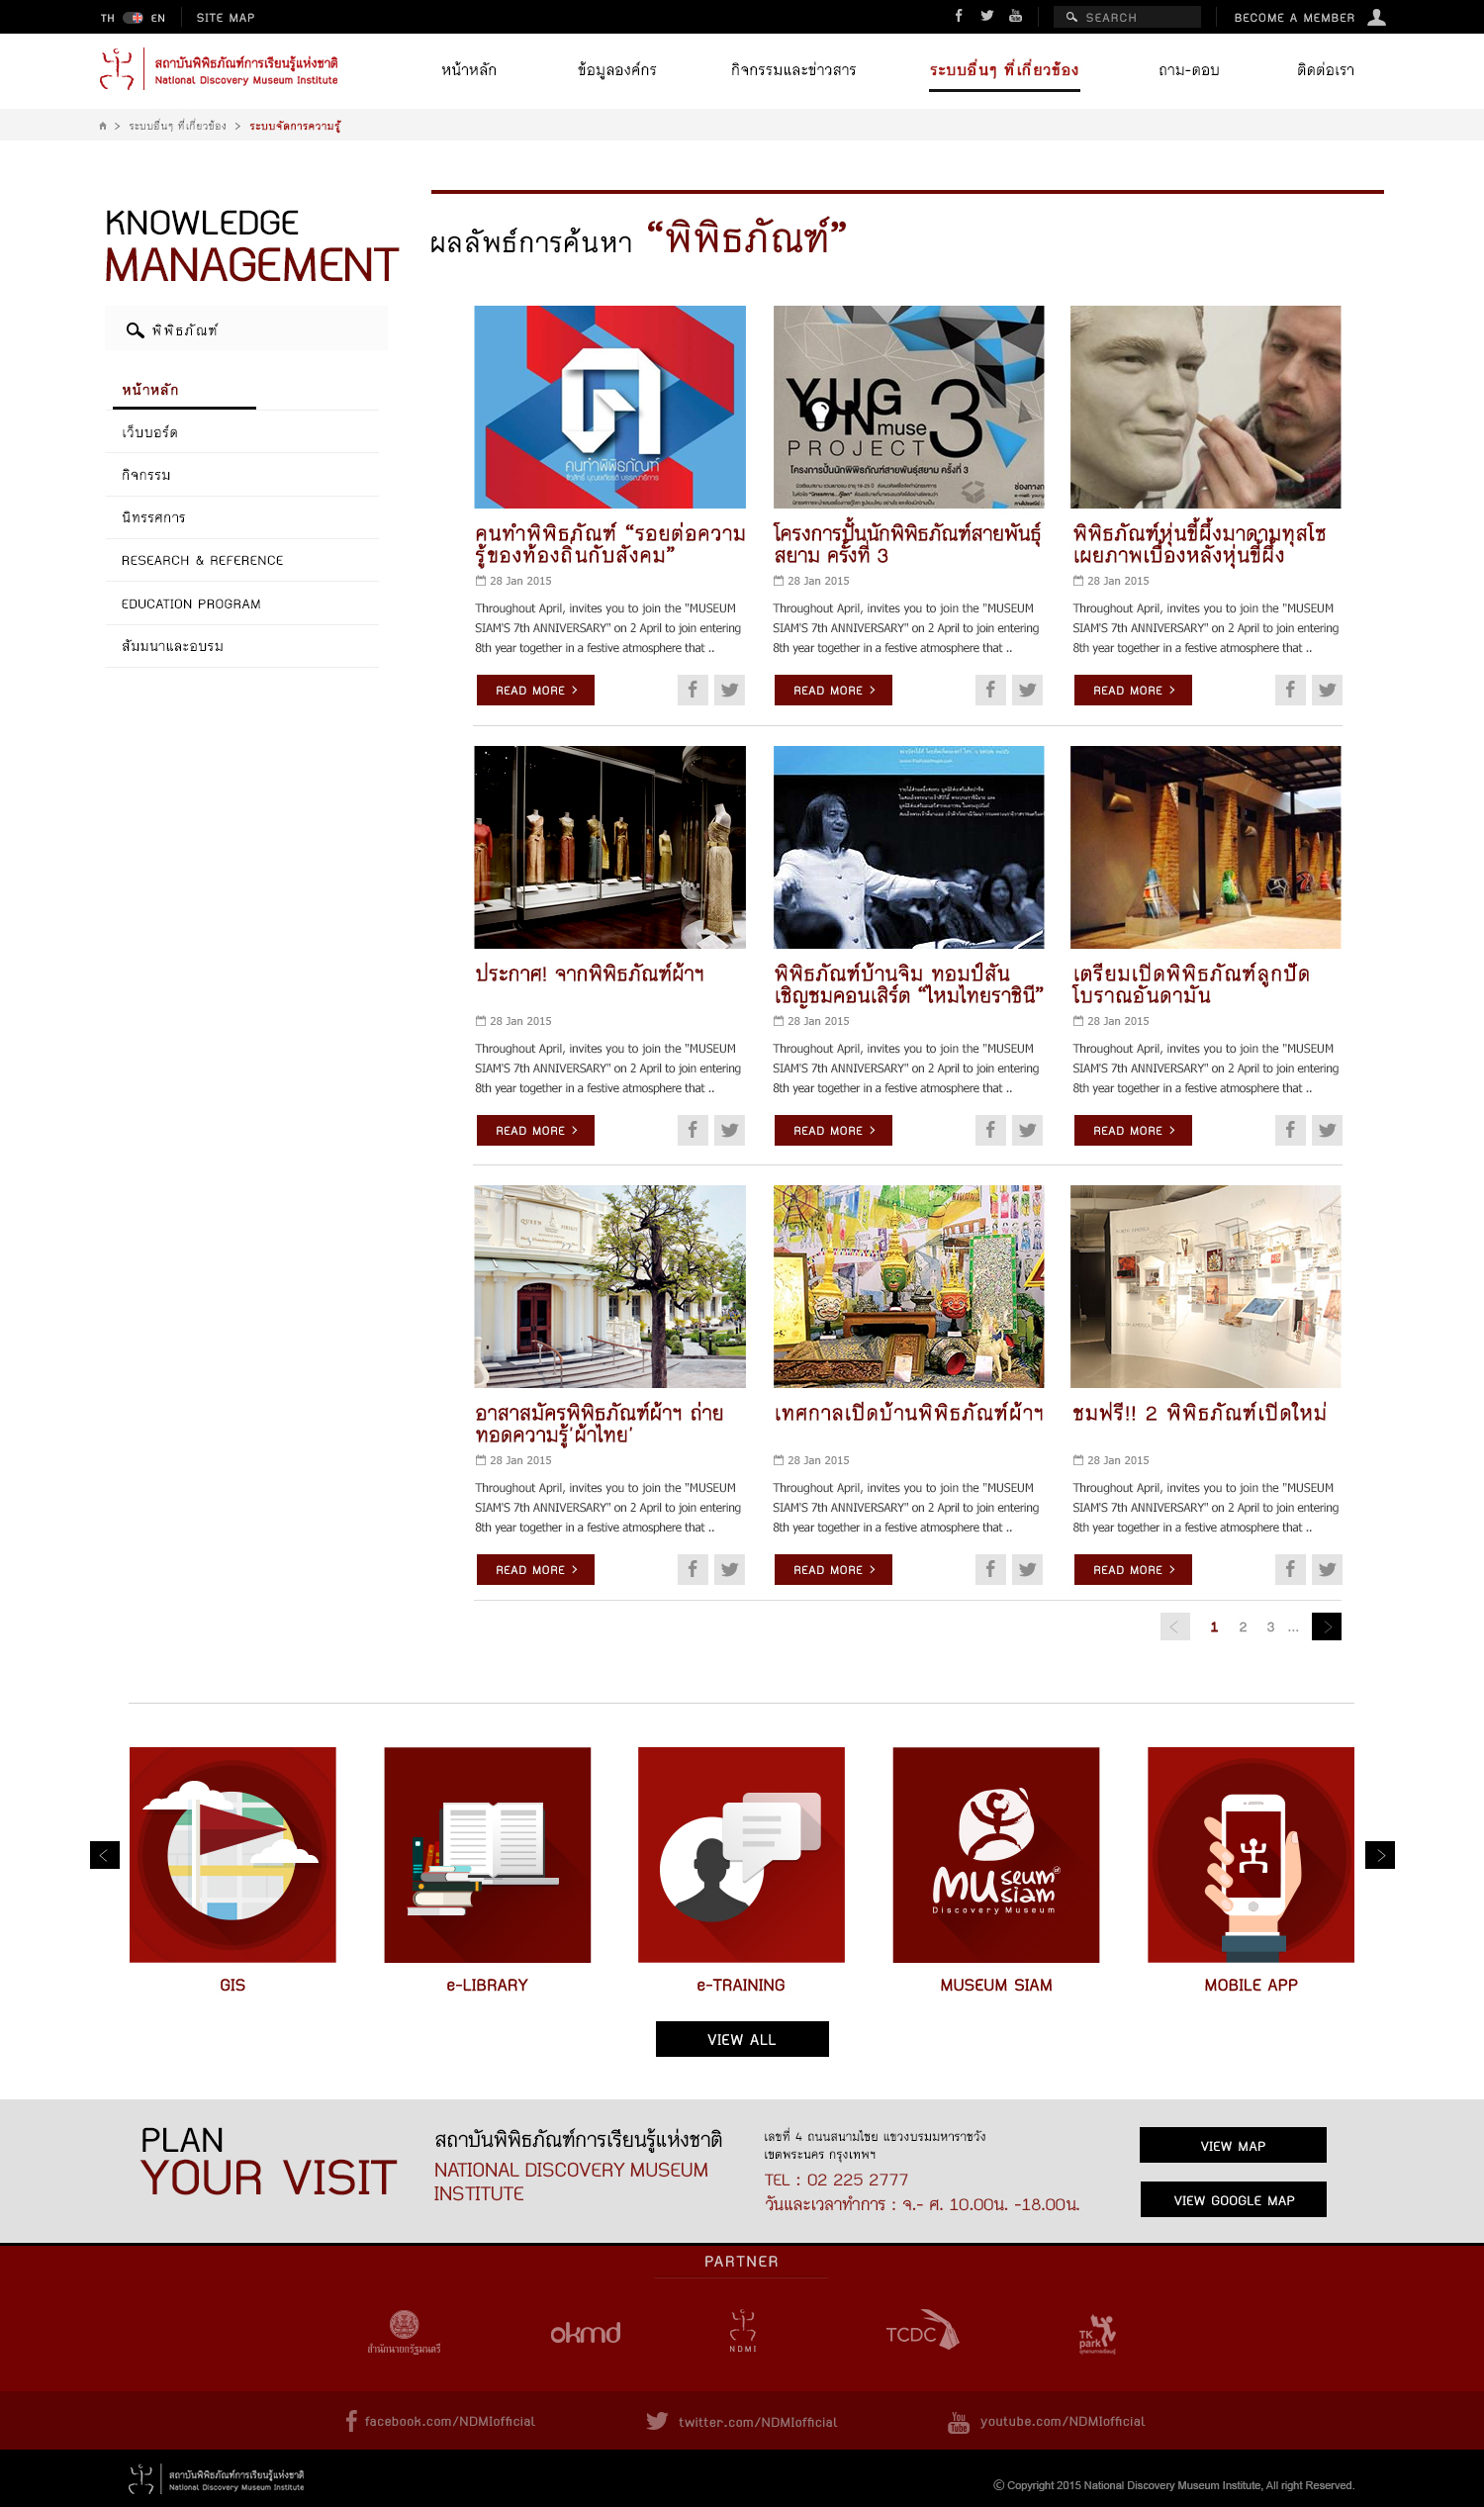 TH EN SITE MAP
SEARCH
BECOME A MEMBER
สถาบันพิพิธภัณฑ์การเรียนรู้แห่งชาติ
National Discovery Museum Institute
หน้าหลัก
ข้อมูลองค์กร
กิจกรรมและข่าวสาร
ระบบอื่นๆ ที่เกี่ยวข้อง
ถาม-ตอบ
ติดต่อเรา
> ระบบอื่นๆ ที่เกี่ยวข้อง > ระบบจัดการความรู้
KNOWLEDGE
MANAGEMENT
พิพิธภัณฑ์
หน้าหลัก
เว็บบอร์ด
กิจกรรม
นิทรรศการ
RESEARCH & REFERENCE
EDUCATION PROGRAM
สัมมนาและอบรม
ผลลัพธ์การค้นหา “พิพิธภัณฑ์”
คนทำพิพิธภัณฑ์
YUNG
ON muse
PROJECT 3
โครงการปั้นนักพิพิธภัณฑ์สายพันธุ์สยาม ครั้งที่ 3
คนทำพิพิธภัณฑ์ “รอยต่อความ
รู้ของท้องถิ่นกับสังคม”
28 Jan 2015
Throughout April, invites you to join the "MUSEUM
SIAM'S 7th ANNIVERSARY" on 2 April to join entering
8th year together in a festive atmosphere that ..
READ MORE >
โครงการปั้นนักพิพิธภัณฑ์สายพันธุ์
สยาม ครั้งที่ 3
28 Jan 2015
Throughout April, invites you to join the "MUSEUM
SIAM'S 7th ANNIVERSARY" on 2 April to join entering
8th year together in a festive atmosphere that ..
READ MORE >
พิพิธภัณฑ์หุ่นขี้ผึ้งมาดามทุสโซ
เผยภาพเบื้องหลังหุ่นขี้ผึ้ง
28 Jan 2015
Throughout April, invites you to join the "MUSEUM
SIAM'S 7th ANNIVERSARY" on 2 April to join entering
8th year together in a festive atmosphere that ..
READ MORE >
ประกาศ! จากพิพิธภัณฑ์ผ้าฯ
28 Jan 2015
Throughout April, invites you to join the "MUSEUM
SIAM'S 7th ANNIVERSARY" on 2 April to join entering
8th year together in a festive atmosphere that ..
READ MORE >
พิพิธภัณฑ์บ้านจิม ทอมป์สัน
เชิญชมคอนเสิร์ต “ไหมไทยราชินี”
28 Jan 2015
Throughout April, invites you to join the "MUSEUM
SIAM'S 7th ANNIVERSARY" on 2 April to join entering
8th year together in a festive atmosphere that ..
READ MORE >
เตรียมเปิดพิพิธภัณฑ์ลูกปัด
โบราณอันดามัน
28 Jan 2015
Throughout April, invites you to join the "MUSEUM
SIAM'S 7th ANNIVERSARY" on 2 April to join entering
8th year together in a festive atmosphere that ..
READ MORE >
อาสาสมัครพิพิธภัณฑ์ผ้าฯ ถ่าย
ทอดความรู้'ผ้าไทย'
28 Jan 2015
Throughout April, invites you to join the "MUSEUM
SIAM'S 7th ANNIVERSARY" on 2 April to join entering
8th year together in a festive atmosphere that ..
READ MORE >
เทศกาลเปิดบ้านพิพิธภัณฑ์ผ้าฯ
28 Jan 2015
Throughout April, invites you to join the "MUSEUM
SIAM'S 7th ANNIVERSARY" on 2 April to join entering
8th year together in a festive atmosphere that ..
READ MORE >
ชมฟรี!! 2 พิพิธภัณฑ์เปิดใหม่
28 Jan 2015
Throughout April, invites you to join the "MUSEUM
SIAM'S 7th ANNIVERSARY" on 2 April to join entering
8th year together in a festive atmosphere that ..
READ MORE >
< 1 2 3 ... >
Museum Siam
Discovery Museum
GIS
e-LIBRARY
e-TRAINING
MUSEUM SIAM
MOBILE APP
VIEW ALL
PLAN
YOUR VISIT
สถาบันพิพิธภัณฑ์การเรียนรู้แห่งชาติ
NATIONAL DISCOVERY MUSEUM
INSTITUTE
เลขที่ 4 ถนนสนามไชย แขวงบรมมหาราชวัง
เขตพระนคร กรุงเทพฯ
TEL : 02 225 2777
วันและเวลาทำการ : จ.- ศ. 10.00น. -18.00น.
VIEW MAP
VIEW GOOGLE MAP
PARTNER
สำนักนายกรัฐมนตรี
okmd
NDMI
TCDC
TK park
facebook.com/NDMIofficial
twitter.com/NDMIofficial
You Tube youtube.com/NDMIofficial
สถาบันพิพิธภัณฑ์การเรียนรู้แห่งชาติ
National Discovery Museum Institute
© Copyright 2015 National Discovery Museum Institute, All right Reserved.